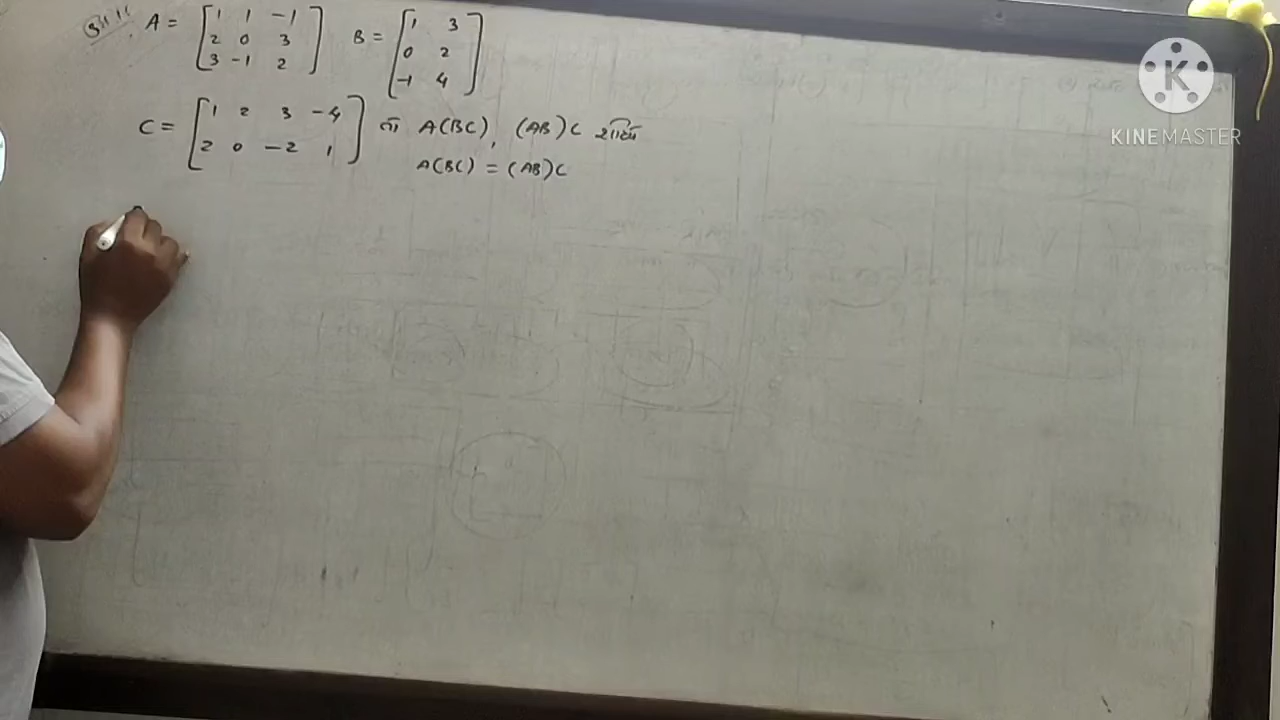 A = [ 1 1 -1 B = [ 1 3
2 0 3 0 2
3 -1 2 ] -1 4 ]
C = [ 1 2 3 -4 તો A(BC), (AB)C શોધો
2 0 -2 1 ] A(BC) = (AB)C
K
KINEMASTER